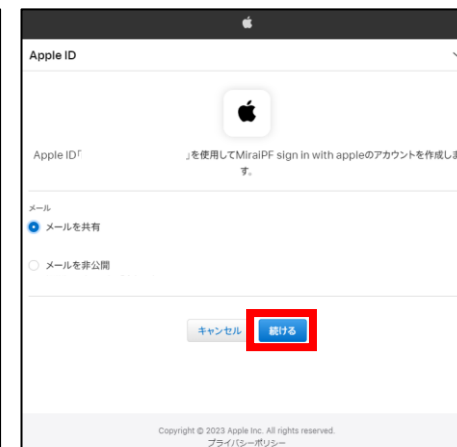 Apple ID
Apple ID「 」を使用してMiraiPF sign in with appleのアカウントを作成しま
す。
メール
メールを共有
メールを非公開
キャンセル 続ける
Copyright © 2023 Apple Inc. All rights reserved.
プライバシーポリシー